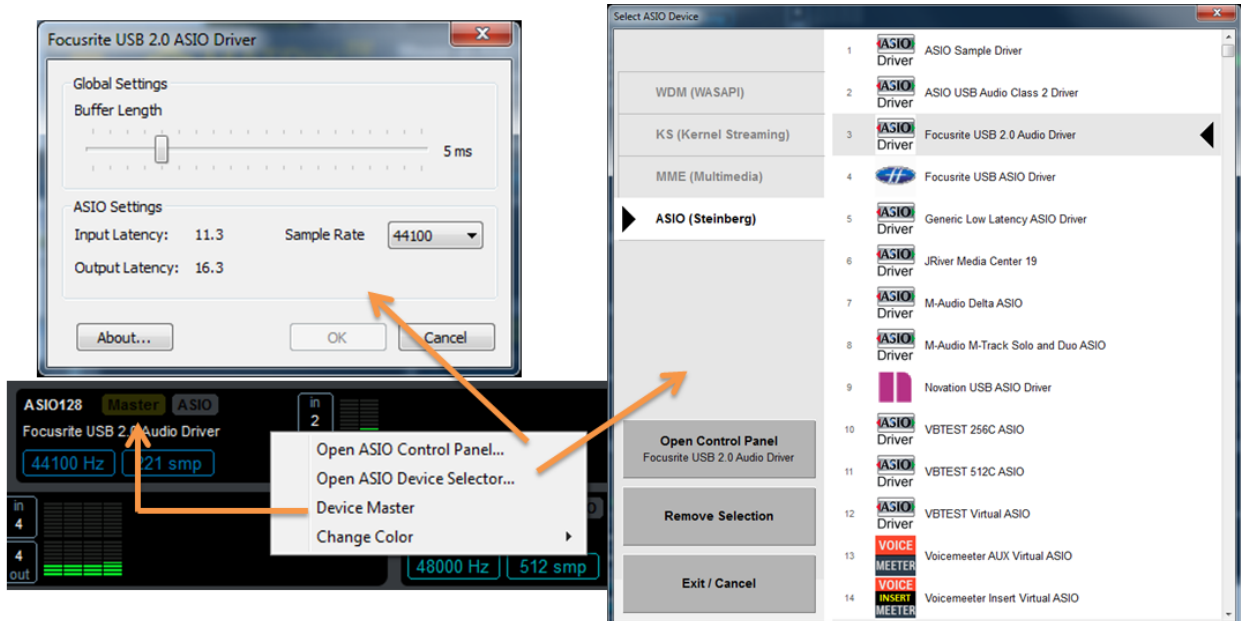 Focusrite USB 2.0 ASIO Driver
Global Settings
Buffer Length
5 ms
ASIO Settings
Input Latency: 11.3 Sample Rate 44100
Output Latency: 16.3
About... OK Cancel
ASIO128 Master ASIO
Focusrite USB 2.0 Audio Driver
44100 Hz 221 smp
in
2
Open ASIO Control Panel...
Open ASIO Device Selector...
Device Master
Change Color
in
4
4
out
48000 Hz 512 smp
Select ASIO Device
WDM (WASAPI)
KS (Kernel Streaming)
MME (Multimedia)
ASIO (Steinberg)
Open Control Panel
Focusrite USB 2.0 Audio Driver
Remove Selection
Exit / Cancel
1 ASIO Driver ASIO Sample Driver
2 ASIO Driver ASIO USB Audio Class 2 Driver
3 ASIO Driver Focusrite USB 2.0 Audio Driver
4 Focusrite USB ASIO Driver
5 ASIO Driver Generic Low Latency ASIO Driver
6 ASIO Driver JRiver Media Center 19
7 ASIO Driver M-Audio Delta ASIO
8 ASIO Driver M-Audio M-Track Solo and Duo ASIO
9 Novation USB ASIO Driver
10 ASIO Driver VBTEST 256C ASIO
11 ASIO Driver VBTEST 512C ASIO
12 ASIO Driver VBTEST Virtual ASIO
13 VOICE MEETER Voicemeeter AUX Virtual ASIO
14 VOICE INSERT MEETER Voicemeeter Insert Virtual ASIO